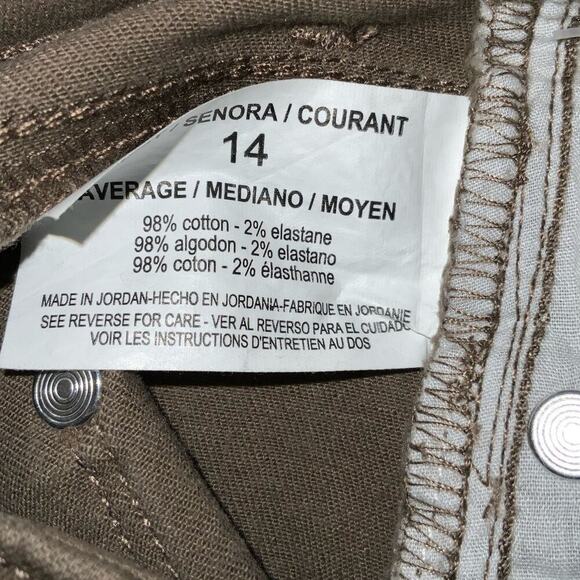 / SENORA / COURANT
14
AVERAGE / MEDIANO / MOYEN
98% cotton - 2% elastane
98% algodon - 2% elastano
98% coton - 2% élasthanne
MADE IN JORDAN-HECHO EN JORDANIA-FABRIQUE EN JORDANIE
SEE REVERSE FOR CARE - VER AL REVERSO PARA EL CUIDADO
VOIR LES INSTRUCTIONS D'ENTRETIEN AU DOS